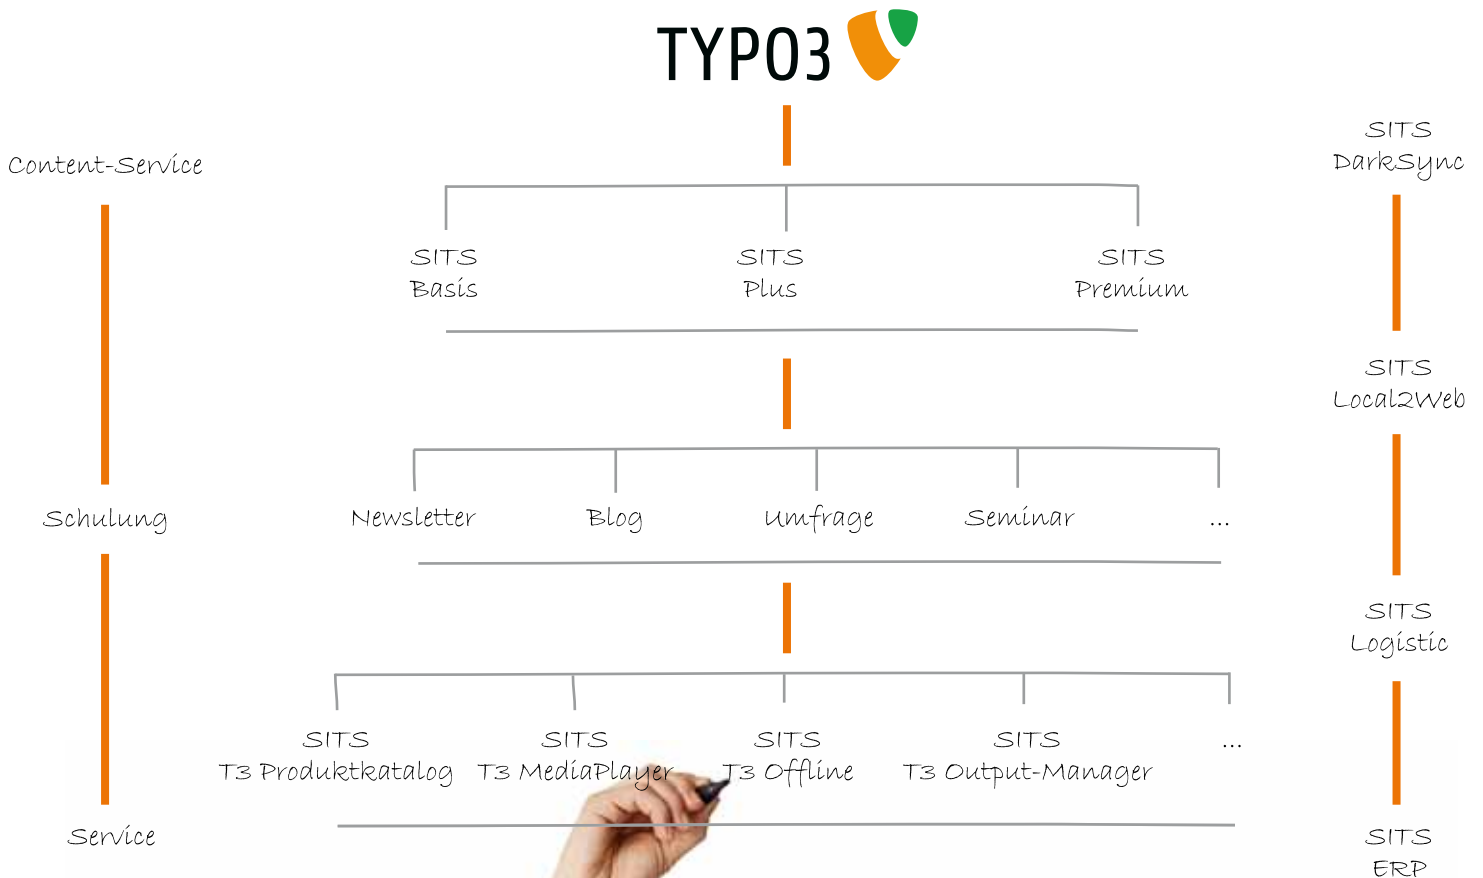 TYPO3
Content-Service
SITS
DarkSync
SITS
Basis
SITS
Plus
SITS
Premium
SITS
Local2Web
Schulung
Newsletter
Blog
Umfrage
Seminar
...
SITS
Logistic
SITS
T3 Produktkatalog
SITS
T3 MediaPlayer
SITS
T3 Offline
SITS
T3 Output-Manager
...
Service
SITS
ERP